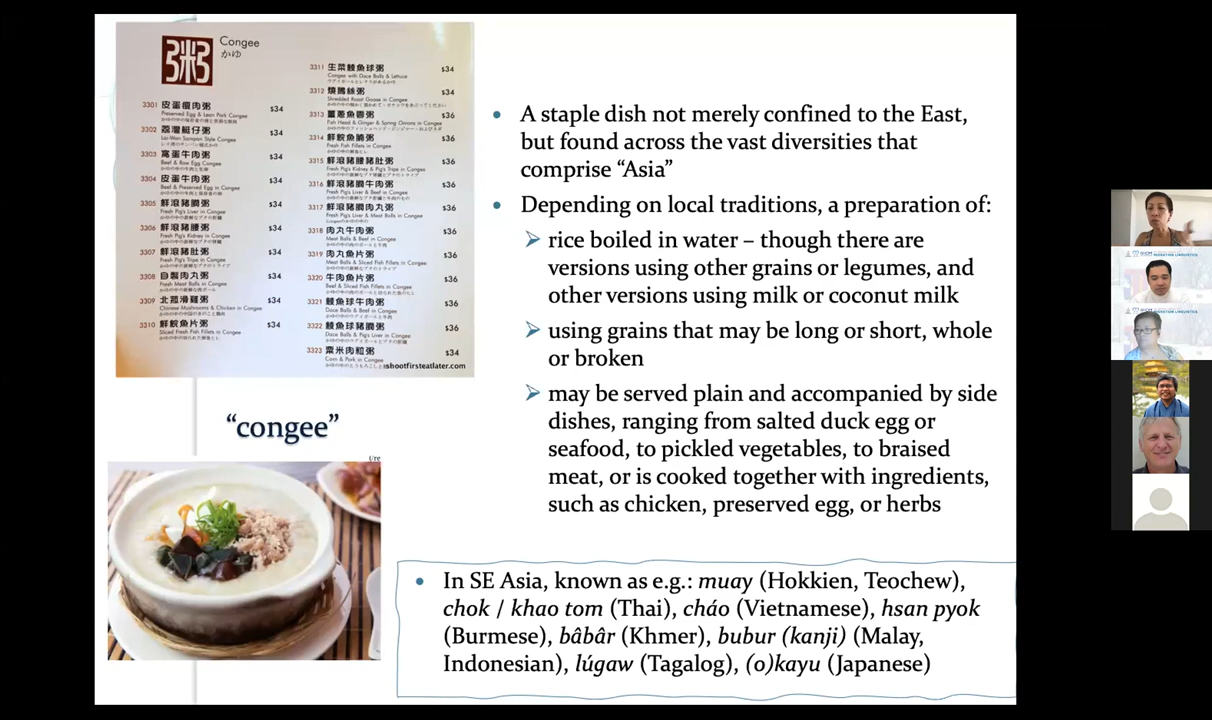 粥
Congee
かゆ
3301 皮蛋瘦肉粥 $34
Preserved Egg & Lean Pork Congee
3302 荔灣艇仔粥 $34
Lai-Wan Sampan Style Congee
3303 窩蛋牛肉粥 $34
Beef & Raw Egg Congee
3304 皮蛋牛肉粥 $34
Beef & Preserved Egg in Congee
3305 鮮滾豬膶粥 $34
Fresh Pig's Liver in Congee
3306 鮮滾豬腰粥 $34
Fresh Pig's Kidney in Congee
3307 鮮滾豬肚粥 $34
Fresh Pig's Tripe in Congee
3308 自製肉丸粥 $34
Fresh Meat Balls in Congee
3309 北菇滑雞粥 $34
Chinese Mushrooms & Chicken in Congee
3310 鮮鯇魚片粥 $34
Sliced Fresh Fish Fillets in Congee
3311 生菜鯪魚球粥 $34
Congee with Dace Balls & Lettuce
3312 燒鵝絲粥 $34
Shredded Roast Goose in Congee
3313 薑葱魚雲粥 $36
Fish Head & Ginger & Spring Onions in Congee
3314 鮮鯇魚腩粥 $36
Fresh Fish Fillets in Congee
3315 鮮滾豬腰豬肚粥 $36
Fresh Pig's Kidney & Pig's Tripe in Congee
3316 鮮滾豬膶牛肉粥 $36
Fresh Pig's Liver & Beef in Congee
3317 鮮滾豬膶肉丸粥 $36
Fresh Pig's Liver & Meat Balls in Congee
3318 肉丸牛肉粥 $36
Meat Balls & Beef in Congee
3319 肉丸魚片粥 $36
Meat Balls & Sliced Fish Fillets in Congee
3320 牛肉魚片粥 $36
Beef & Sliced Fish Fillets in Congee
3321 鯪魚球牛肉粥 $36
Dace Balls & Beef in Congee
3322 鯪魚球豬膶粥 $36
Dace Balls & Pig's Liver in Congee
3323 粟米肉粒粥 $34
Corn & Pork in Congee
shootfirsteatlater.com
“congee”
• A staple dish not merely confined to the East,
but found across the vast diversities that
comprise “Asia”
• Depending on local traditions, a preparation of:
➢ rice boiled in water – though there are
versions using other grains or legumes, and
other versions using milk or coconut milk
➢ using grains that may be long or short, whole
or broken
➢ may be served plain and accompanied by side
dishes, ranging from salted duck egg or
seafood, to pickled vegetables, to braised
meat, or is cooked together with ingredients,
such as chicken, preserved egg, or herbs
• In SE Asia, known as e.g.: muay (Hokkien, Teochew),
chok / khao tom (Thai), cháo (Vietnamese), hsan pyok
(Burmese), bâbâr (Khmer), bubur (kanji) (Malay,
Indonesian), lúgaw (Tagalog), (o)kayu (Japanese)